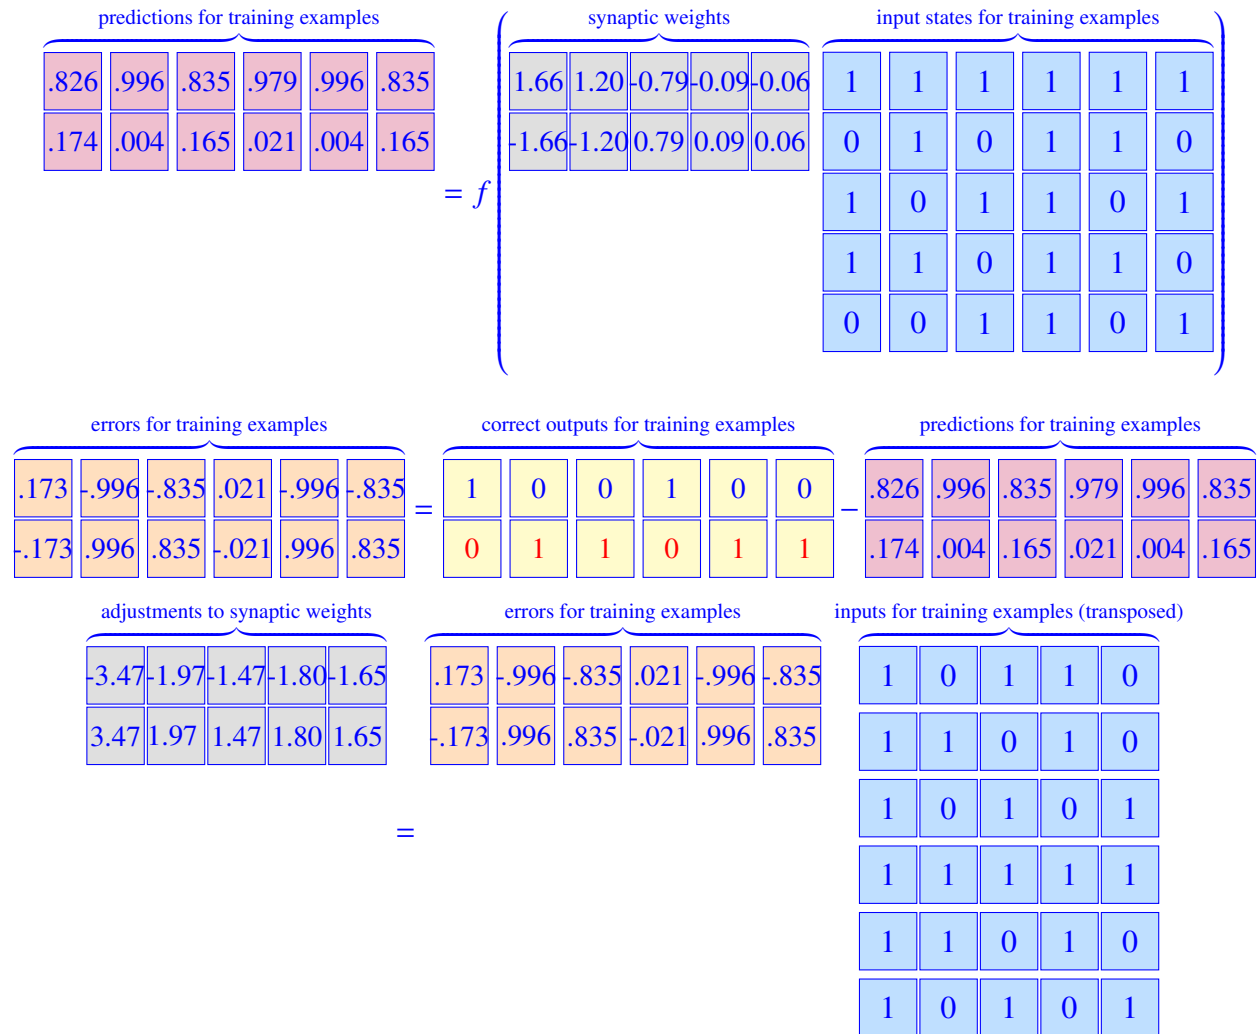 predictions for training examples synaptic weights input states for training examples
.826 .996 .835 .979 .996 .835 1.66 1.20 -0.79 -0.09 -0.06 1 1 1 1 1 1
.174 .004 .165 .021 .004 .165 -1.66 -1.20 0.79 0.09 0.06 0 1 0 1 1 0
= f 1 0 1 1 0 1
1 1 0 1 1 0
0 0 1 1 0 1
errors for training examples correct outputs for training examples predictions for training examples
.173 -.996 -.835 .021 -.996 -.835 = 1 0 0 1 0 0 − .826 .996 .835 .979 .996 .835
-.173 .996 .835 -.021 .996 .835 0 1 1 0 1 1 .174 .004 .165 .021 .004 .165
adjustments to synaptic weights errors for training examples inputs for training examples (transposed)
-3.47 -1.97 -1.47 -1.80 -1.65 .173 -.996 -.835 .021 -.996 -.835 1 0 1 1 0
3.47 1.97 1.47 1.80 1.65 -.173 .996 .835 -.021 .996 .835 1 1 0 1 0
= 1 0 1 0 1
1 1 1 1 1
1 1 0 1 0
1 0 1 0 1